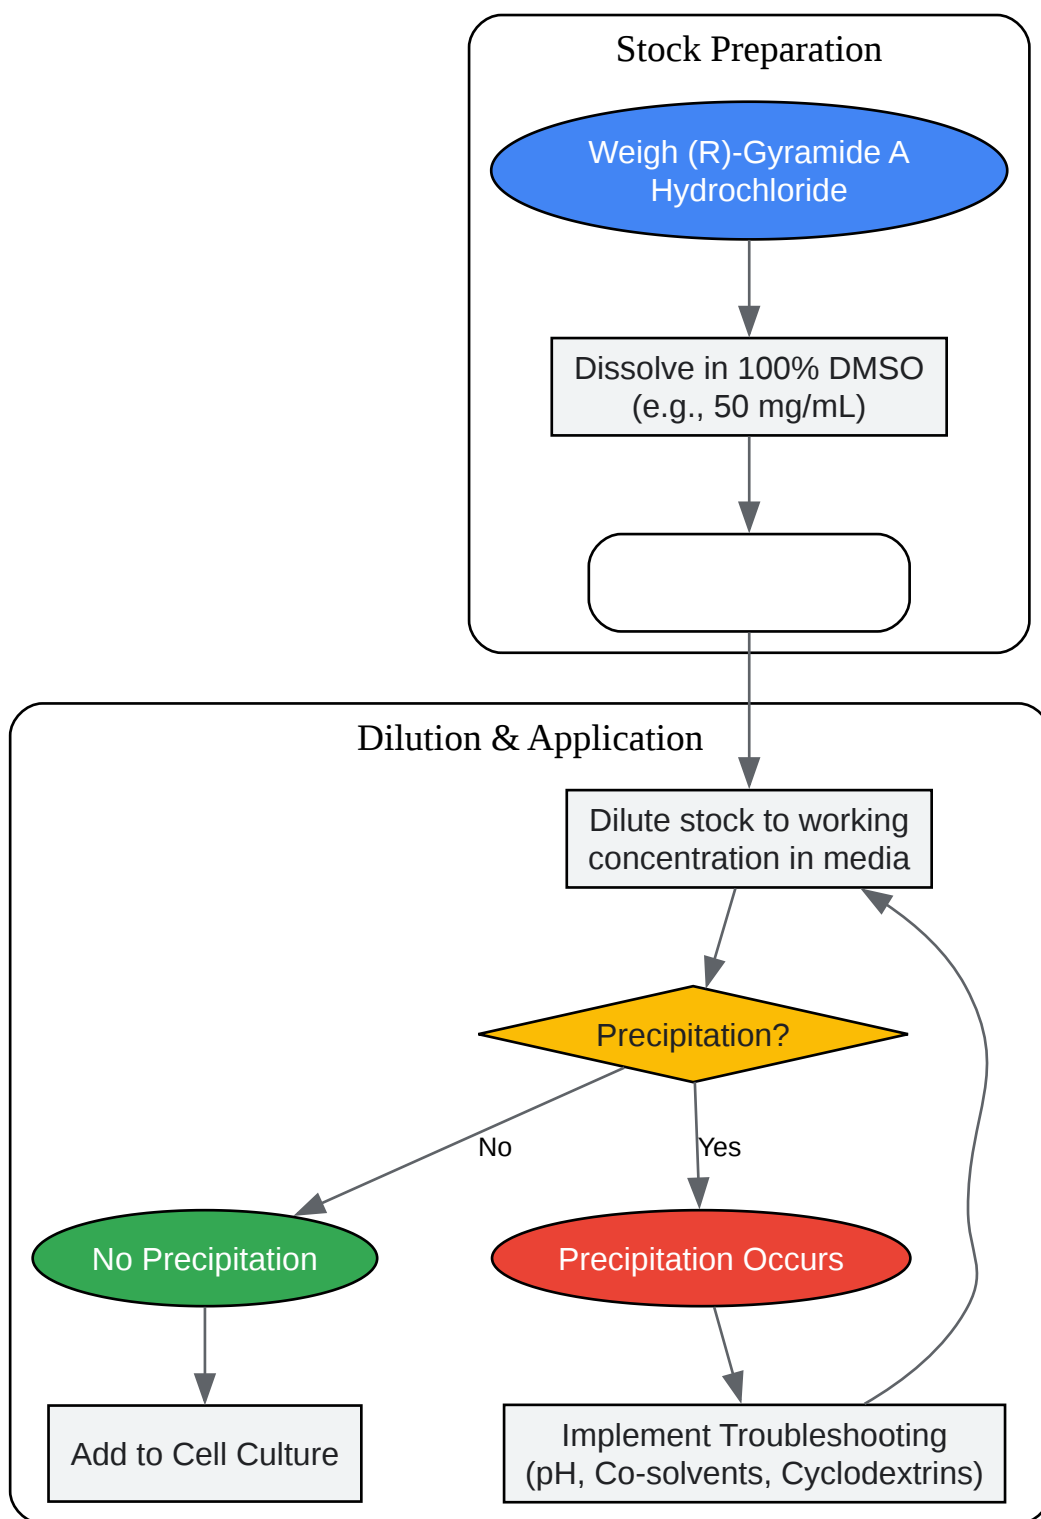 Stock Preparation
Weigh (R)-Gyramide A
Hydrochloride
Dissolve in 100% DMSO
(e.g., 50 mg/mL)
Dilution & Application
Dilute stock to working
concentration in media
Precipitation?
No
Yes
No Precipitation
Precipitation Occurs
Add to Cell Culture
Implement Troubleshooting
(pH, Co-solvents, Cyclodextrins)